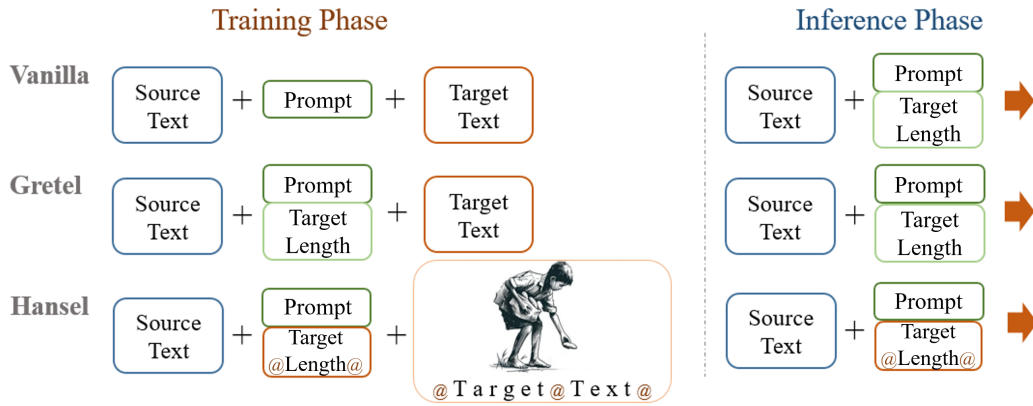 Training Phase
Inference Phase
Vanilla
Source
Text
+
Prompt
+
Target
Text
Source
Text
+
Prompt
Target
Length
Gretel
Source
Text
+
Prompt
Target
Length
+
Target
Text
Source
Text
+
Prompt
Target
Length
Hansel
Source
Text
+
Prompt
Target
@Length@
+
@Target@Text@
Source
Text
+
Prompt
Target
@Length@